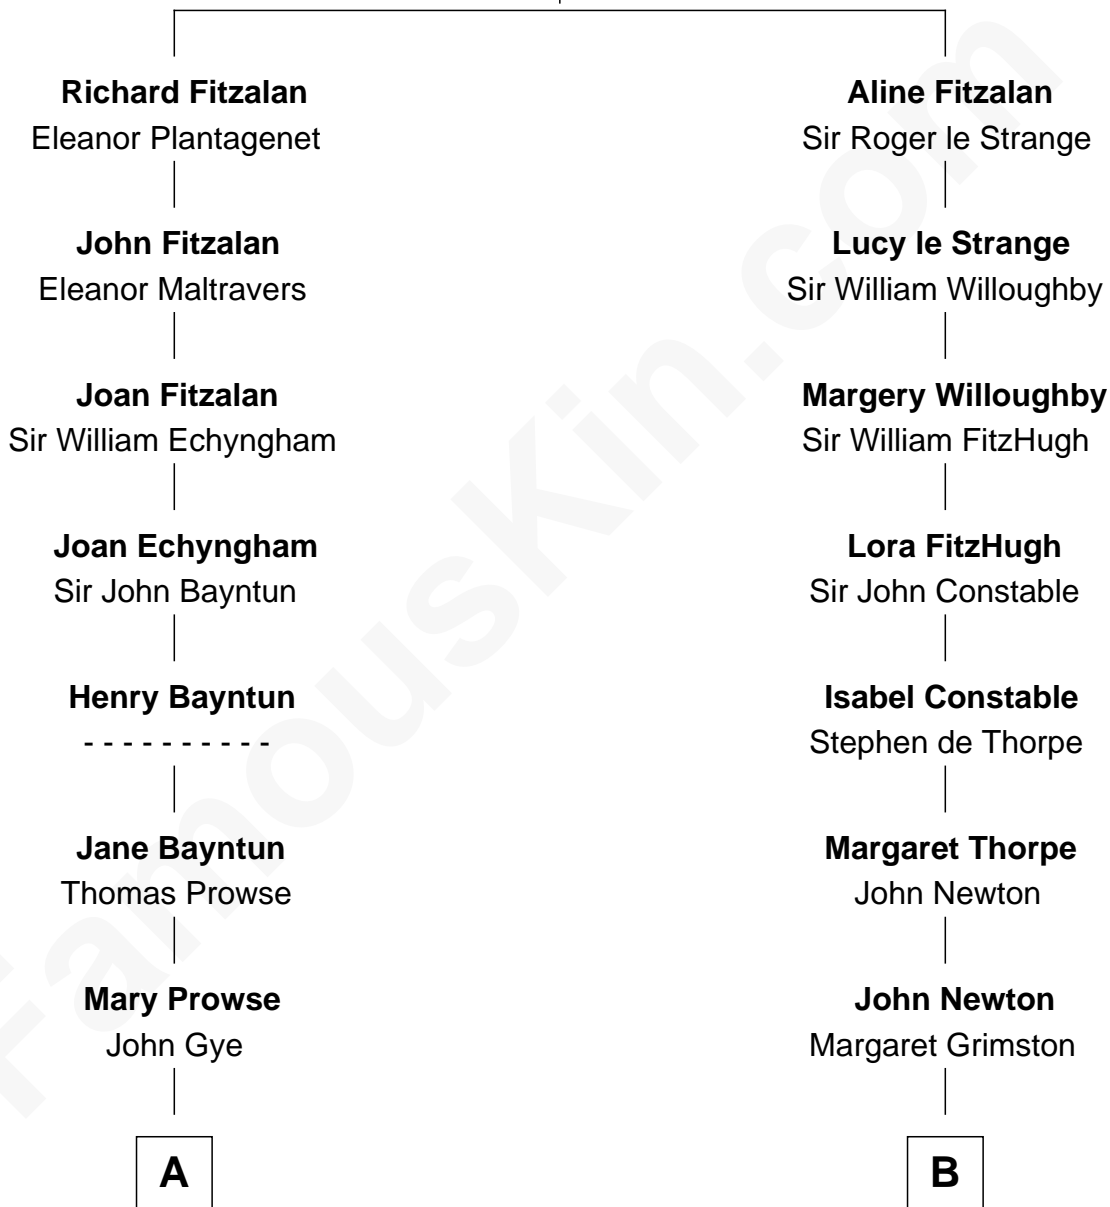 Richard Fitzalan
Eleanor Plantagenet
John Fitzalan
Eleanor Maltravers
Joan Fitzalan
Sir William Echyngham
Joan Echyngham
Sir John Bayntun
Henry Bayntun
- - - - - - - - - -
Jane Bayntun
Thomas Prowse
Mary Prowse
John Gye
A
Aline Fitzalan
Sir Roger le Strange
Lucy le Strange
Sir William Willoughby
Margery Willoughby
Sir William FitzHugh
Lora FitzHugh
Sir John Constable
Isabel Constable
Stephen de Thorpe
Margaret Thorpe
John Newton
John Newton
Margaret Grimston
B
FamousKin.com